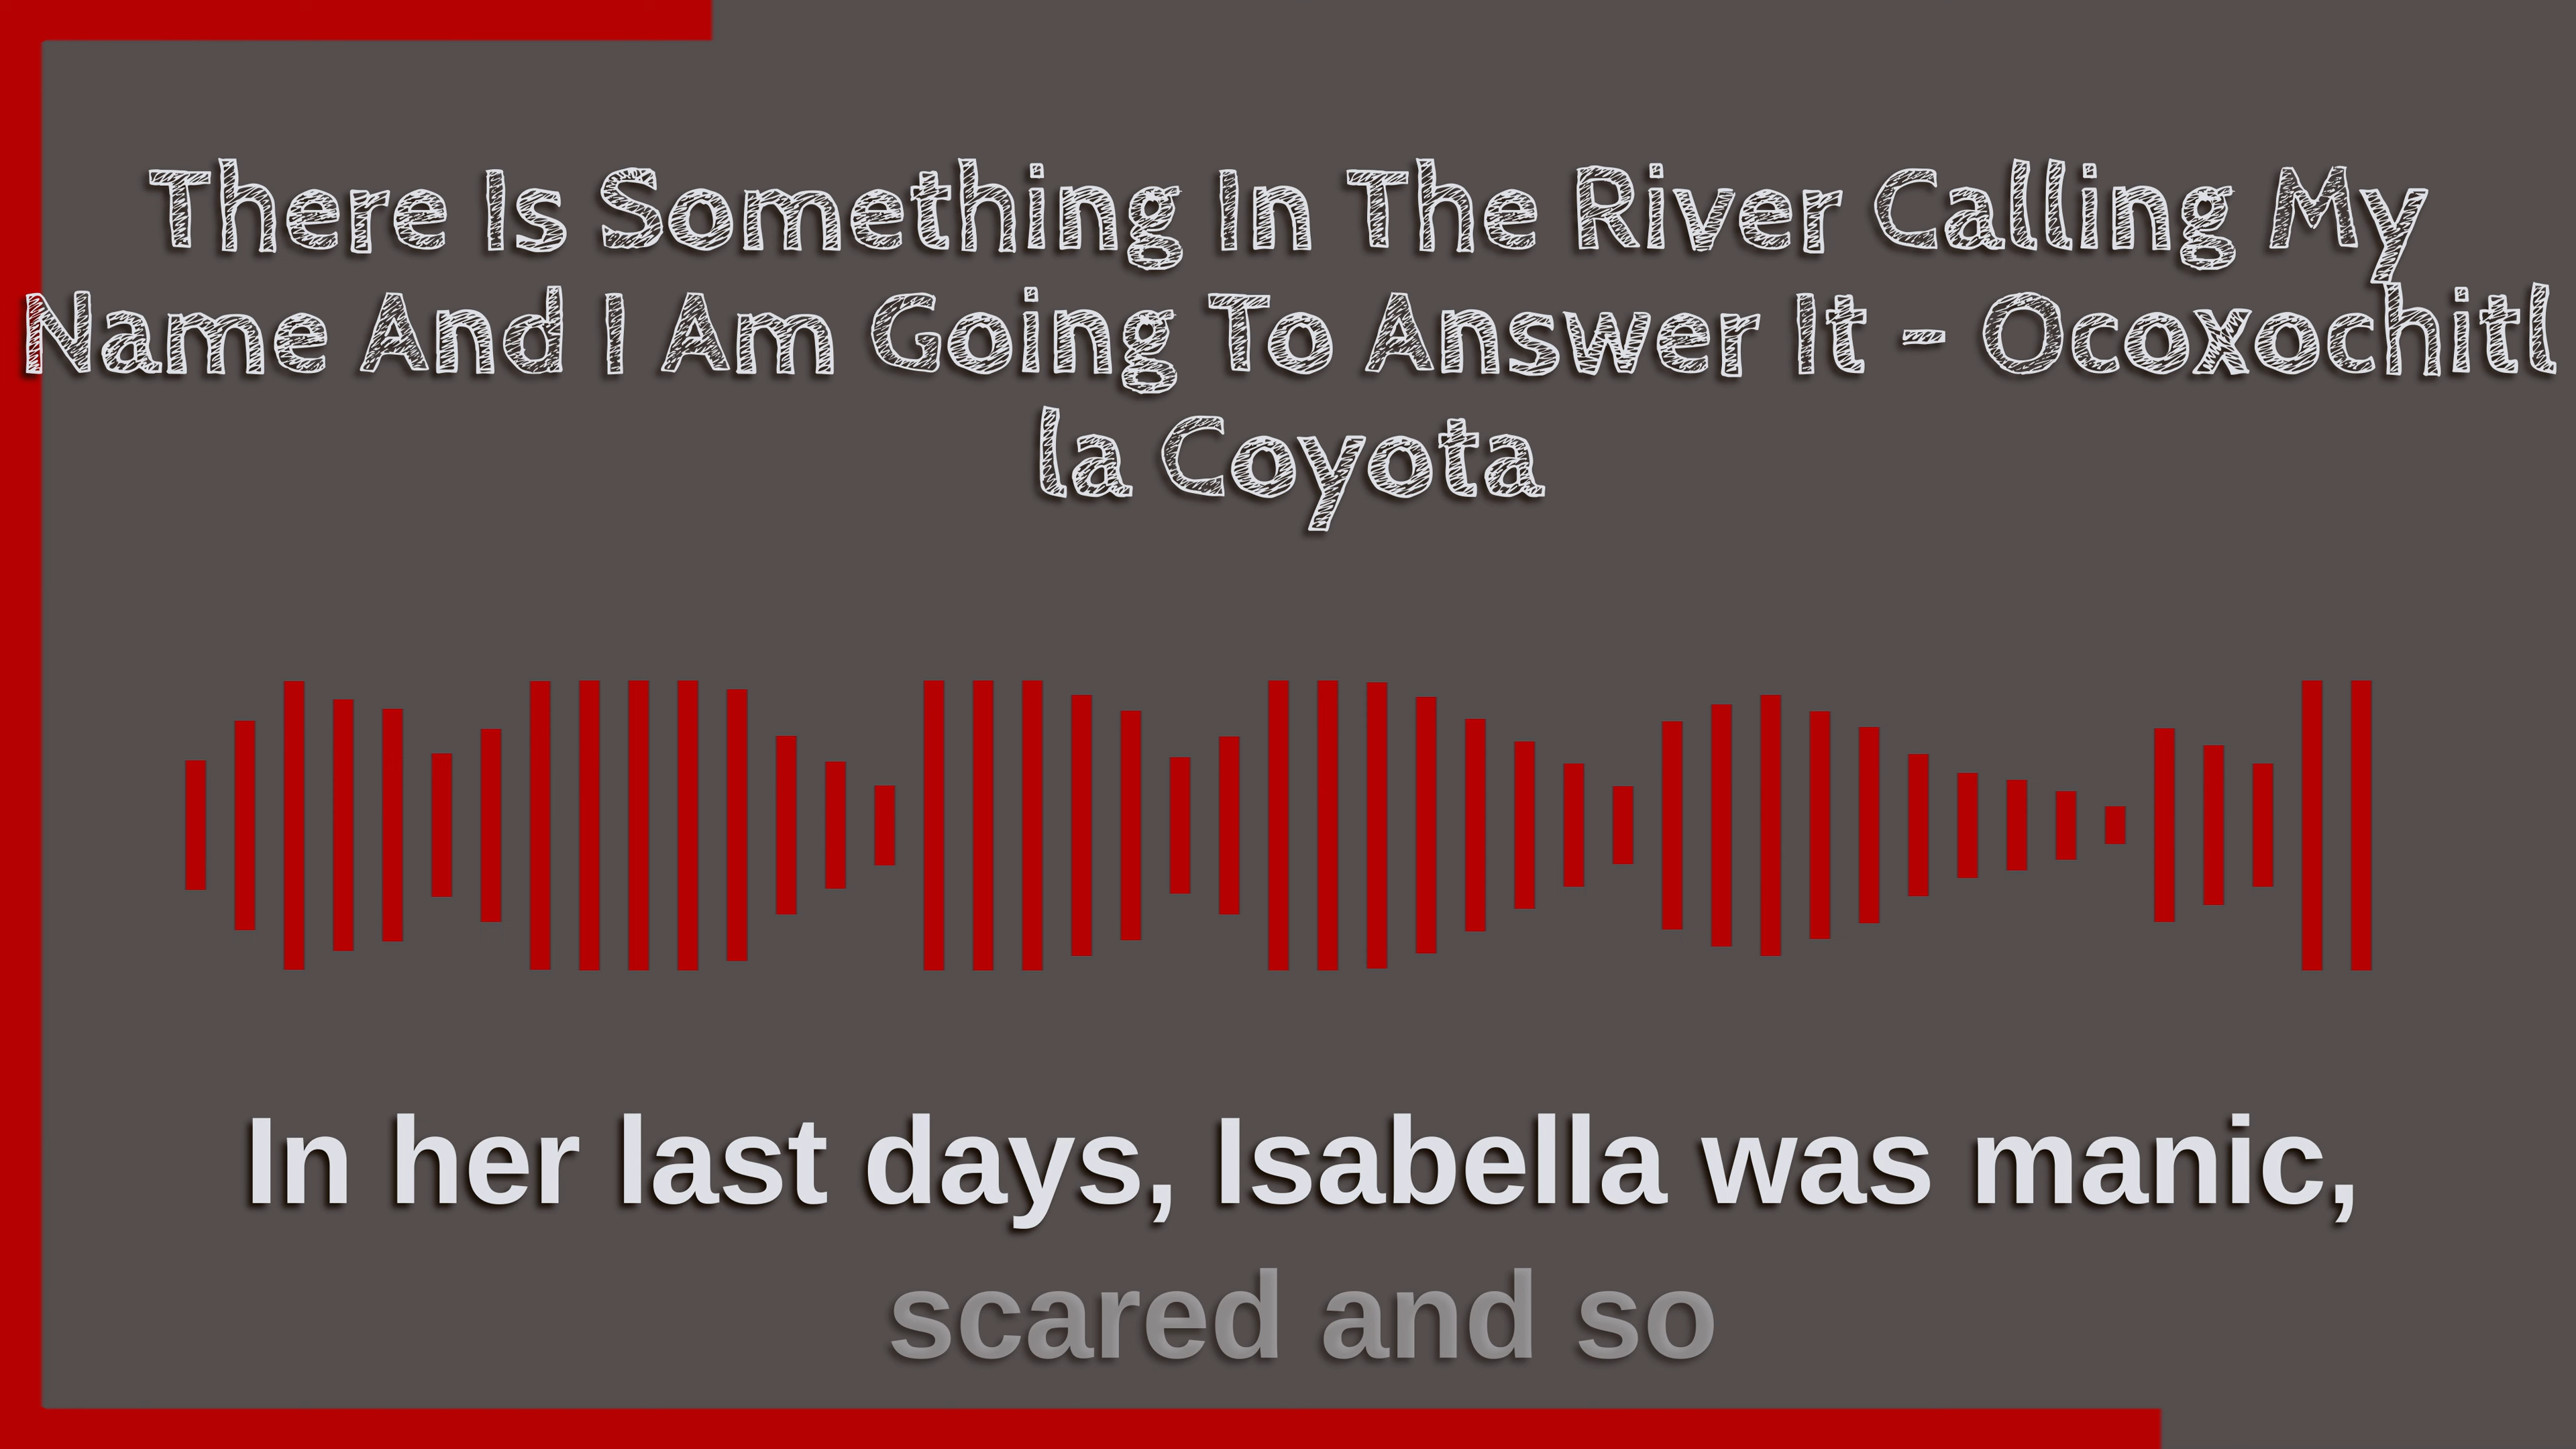 There Is Something In The River Calling My
Name And I Am Going To Answer It - Ocoxochitl
la Coyota
In her last days, Isabella was manic,
scared and so